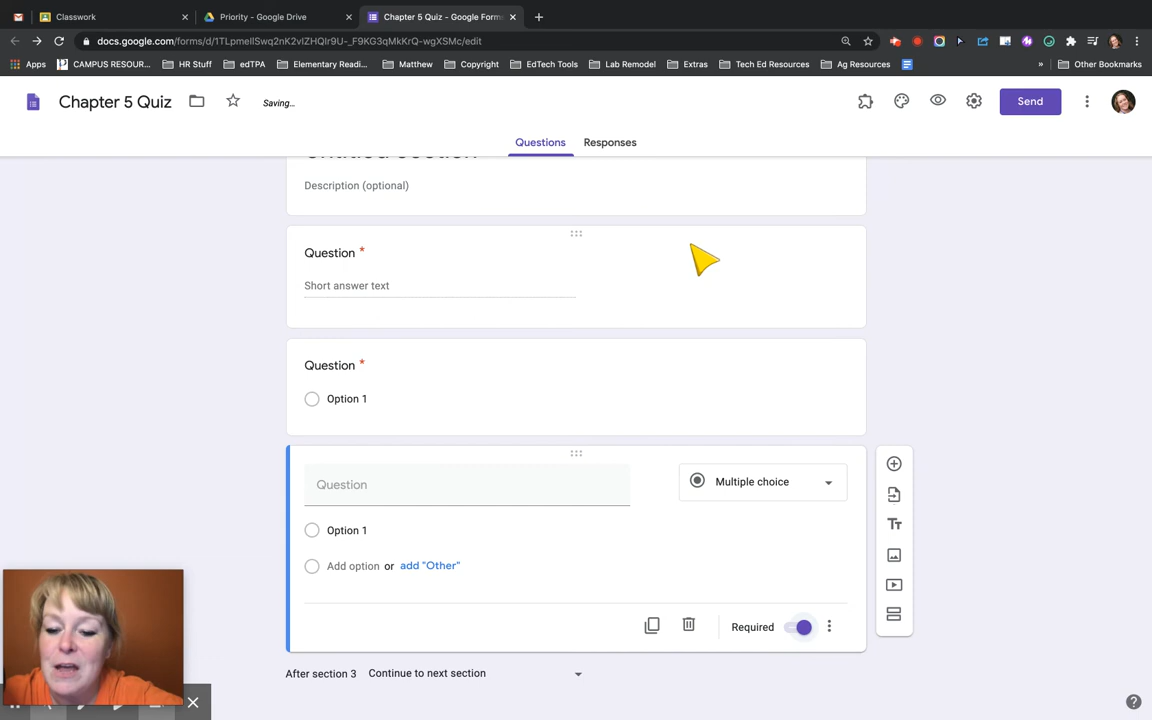 Classwork
Priority - Google Drive
Chapter 5 Quiz - Google Form
docs.google.com/forms/d/1TLpmeIlSwq2nK2vIZHQIr9U-_F9KG3qMkKrQ-wgXSMc/edit
Apps CAMPUS RESOUR... HR Stuff edTPA Elementary Readi... Matthew Copyright EdTech Tools Lab Remodel Extras Tech Ed Resources Ag Resources » Other Bookmarks
Chapter 5 Quiz Saving... Send
Questions Responses
Untitled Section
Description (optional)
Question *
Short answer text
Question *
Option 1
Question Multiple choice
Option 1
Add option or add "Other"
Required
After section 3 Continue to next section